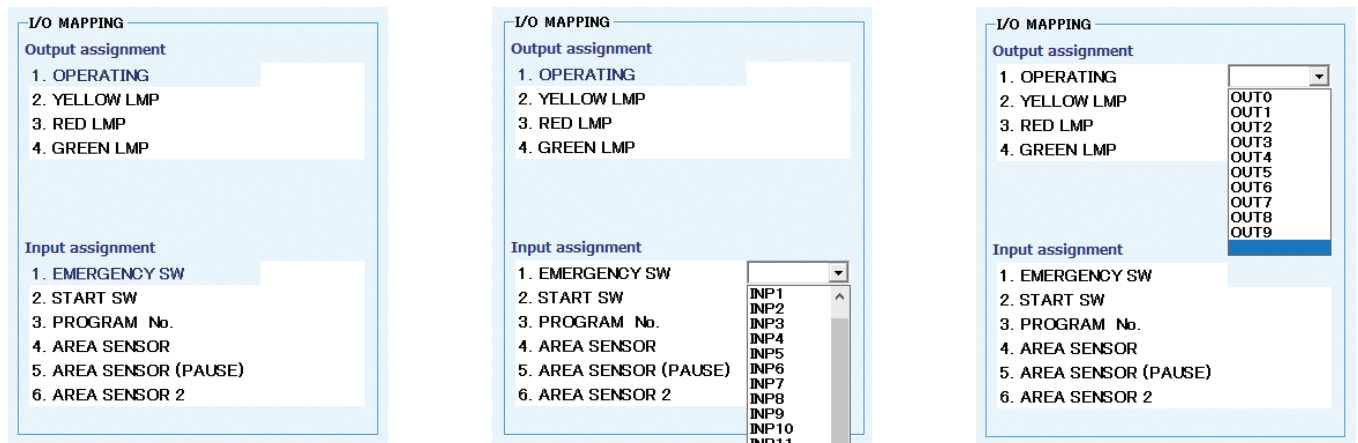 I/O MAPPING
Output assignment
1. OPERATING
2. YELLOW LMP
3. RED LMP
4. GREEN LMP
Input assignment
1. EMERGENCY SW
2. START SW
3. PROGRAM No.
4. AREA SENSOR
5. AREA SENSOR (PAUSE)
6. AREA SENSOR 2
I/O MAPPING
Output assignment
1. OPERATING
2. YELLOW LMP
3. RED LMP
4. GREEN LMP
Input assignment
1. EMERGENCY SW
2. START SW
3. PROGRAM No.
4. AREA SENSOR
5. AREA SENSOR (PAUSE)
6. AREA SENSOR 2
INP1
INP2
INP3
INP4
INP5
INP6
INP7
INP8
INP9
INP10
INP11
I/O MAPPING
Output assignment
1. OPERATING
2. YELLOW LMP
3. RED LMP
4. GREEN LMP
OUT0
OUT1
OUT2
OUT3
OUT4
OUT5
OUT6
OUT7
OUT8
OUT9
Input assignment
1. EMERGENCY SW
2. START SW
3. PROGRAM No.
4. AREA SENSOR
5. AREA SENSOR (PAUSE)
6. AREA SENSOR 2